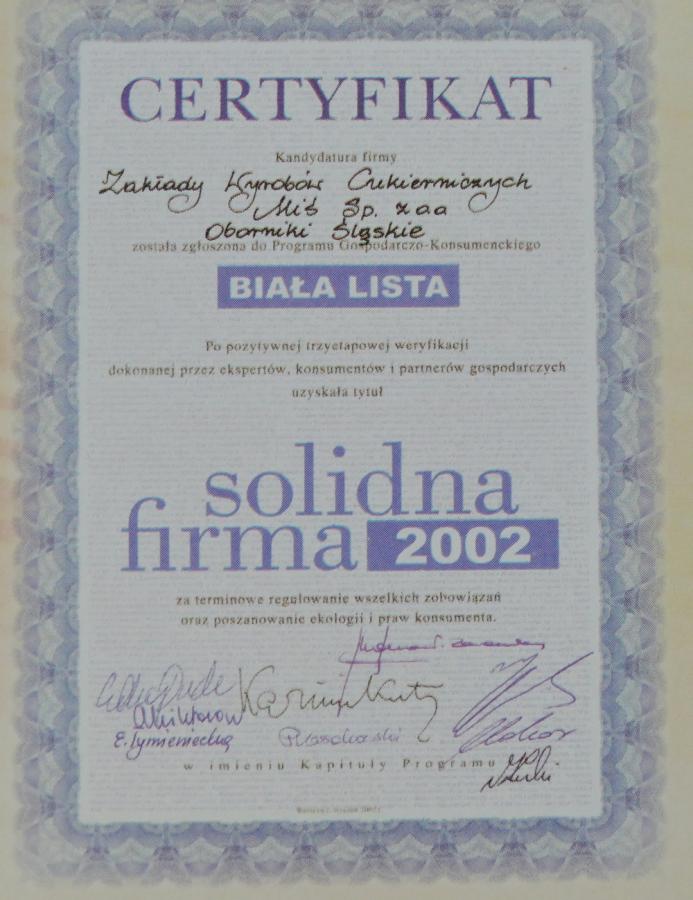 CERTYFIKAT
Kandydatura firmy
Zakłady Wyrobów Cukierniczych
Miś Sp. z o o
Oborniki Śląskie
została zgłoszona do Programu Gospodarczo-Konsumenckiego
BIAŁA LISTA
Po pozytywnej trzyetapowej weryfikacji
dokonanej przez ekspertów, konsumentów i partnerów gospodarczych
uzyskała tytuł
solidna
firma 2002
za terminowe regulowanie wszelkich zobowiązań
oraz poszanowanie ekologii i praw konsumenta.
E. Tymieniecka
w imieniu Kapituły Programu